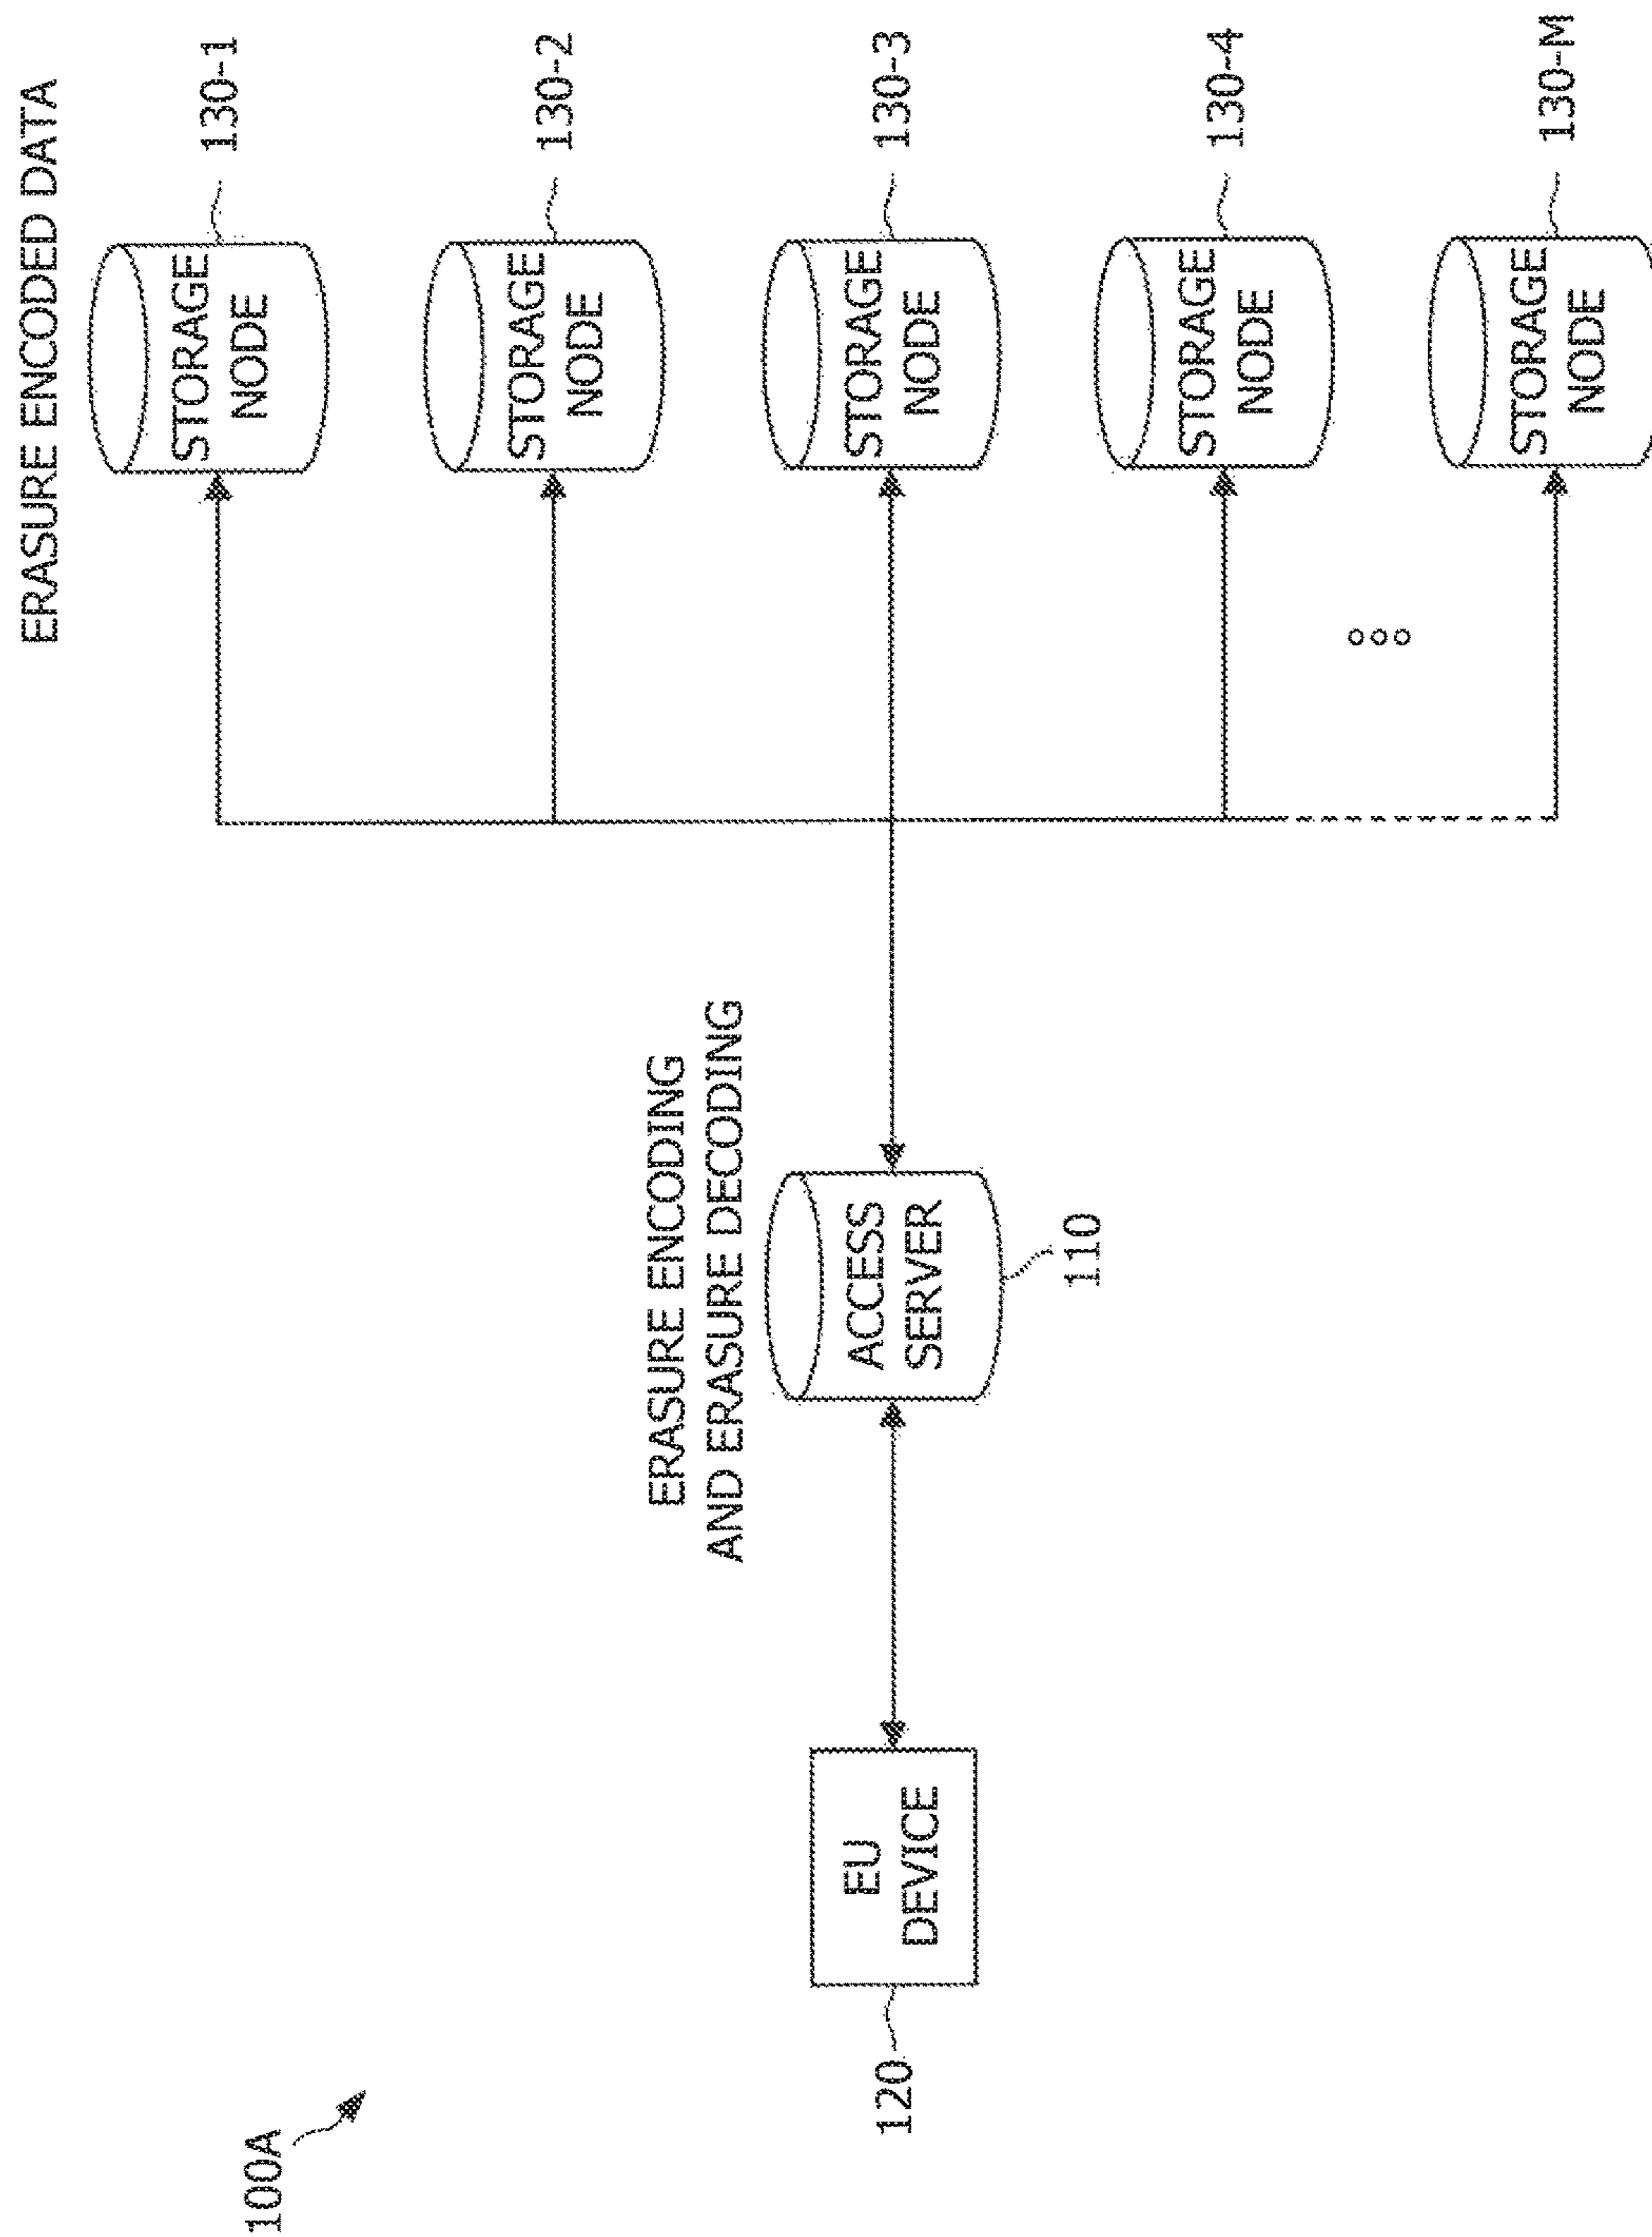 100A
ERASURE ENCODED DATA
STORAGE
NODE
130-1
STORAGE
NODE
130-2
ERASURE ENCODING
AND ERASURE DECODING
120
EU
DEVICE
ACCESS
SERVER
110
STORAGE
NODE
130-3
STORAGE
NODE
130-4
STORAGE
NODE
130-M